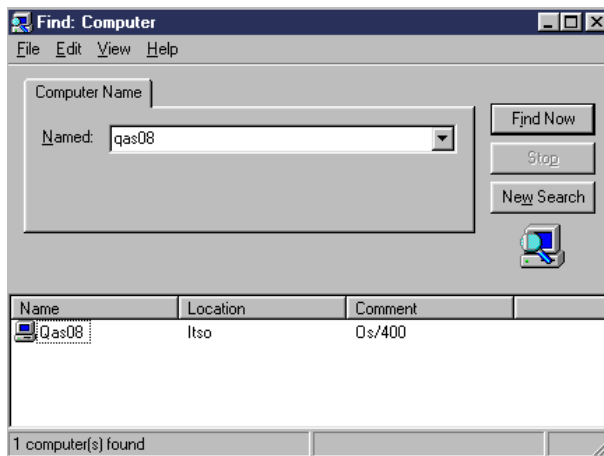 Find: Computer
File Edit View Help
Computer Name
Named: qas08
Find Now
Stop
New Search
Name Location Comment
Qas08 Itso Os/400
1 computer(s) found